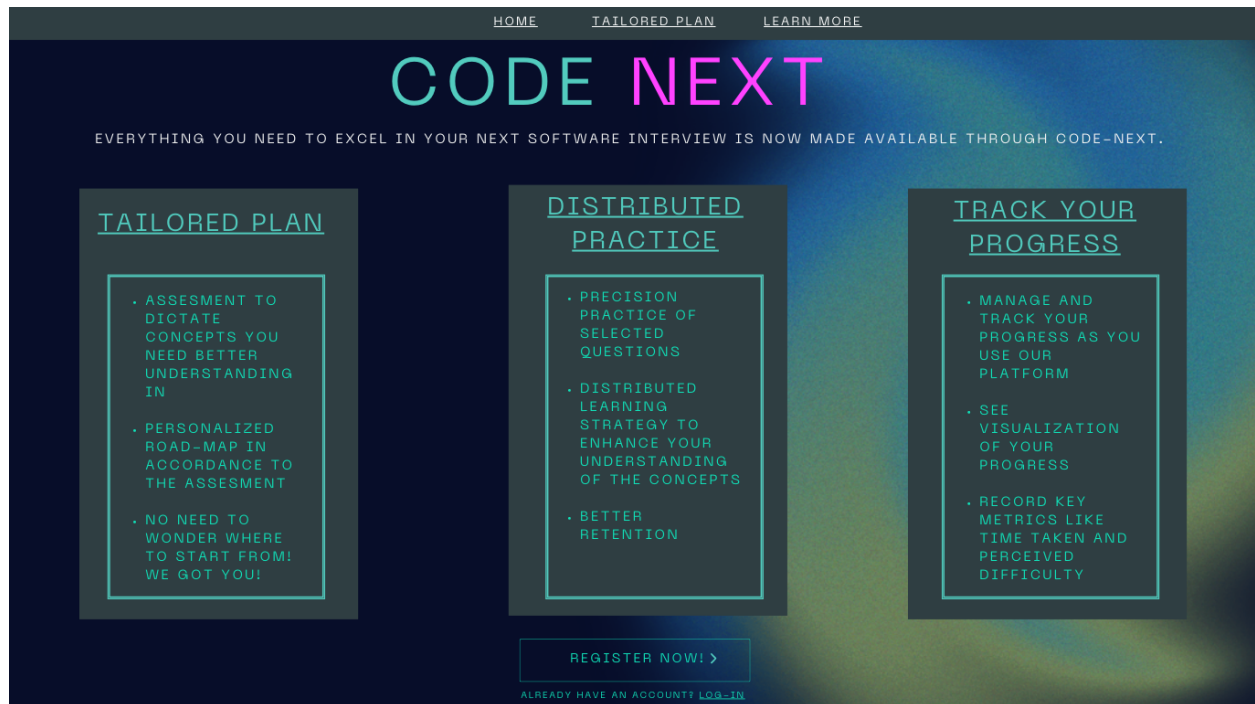 HOME TAILORED PLAN LEARN MORE
CODE NEXT
EVERYTHING YOU NEED TO EXCEL IN YOUR NEXT SOFTWARE INTERVIEW IS NOW MADE AVAILABLE THROUGH CODE-NEXT.
TAILORED PLAN
• ASSESMENT TO
DICTATE
CONCEPTS YOU
NEED BETTER
UNDERSTANDING
IN
• PERSONALIZED
ROAD-MAP IN
ACCORDANCE TO
THE ASSESMENT
• NO NEED TO
WONDER WHERE
TO START FROM!
WE GOT YOU!
DISTRIBUTED
PRACTICE
• PRECISION
PRACTICE OF
SELECTED
QUESTIONS
• DISTRIBUTED
LEARNING
STRATEGY TO
ENHANCE YOUR
UNDERSTANDING
OF THE CONCEPTS
• BETTER
RETENTION
TRACK YOUR
PROGRESS
• MANAGE AND
TRACK YOUR
PROGRESS AS YOU
USE OUR
PLATFORM
• SEE
VISUALIZATION
OF YOUR
PROGRESS
• RECORD KEY
METRICS LIKE
TIME TAKEN AND
PERCEIVED
DIFFICULTY
REGISTER NOW! >
ALREADY HAVE AN ACCOUNT? LOG-IN